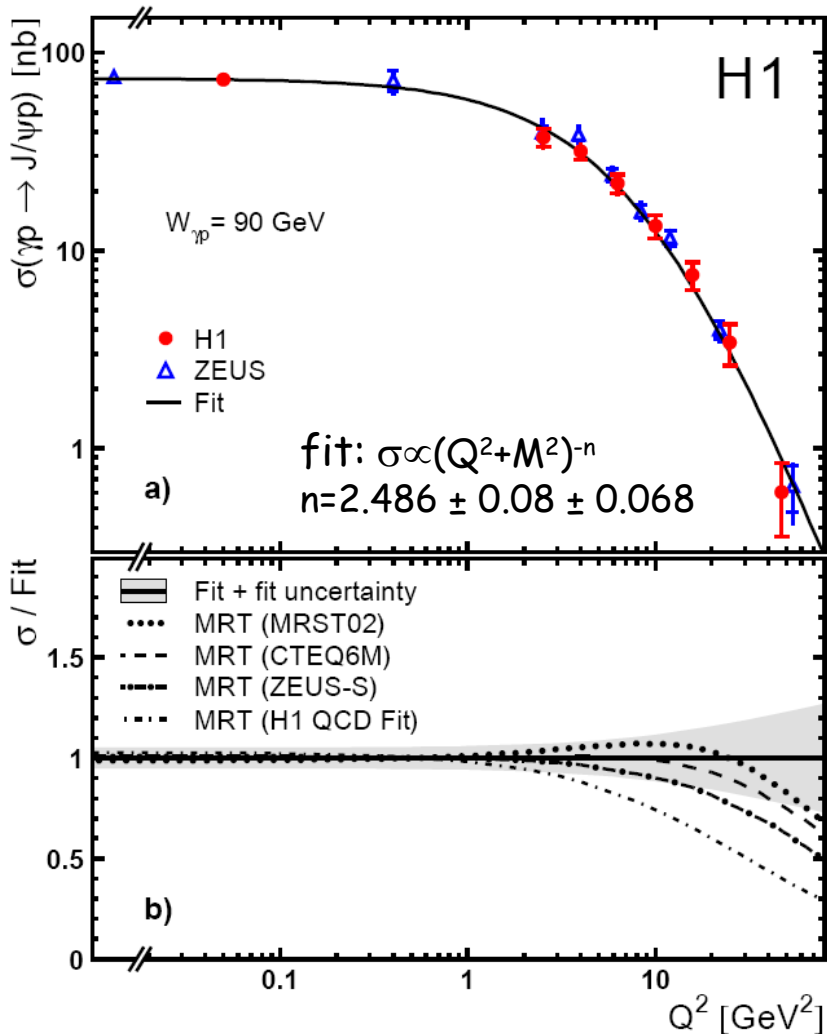 H1
σ(γp → J/ψp) [nb]
100
10
1
W_γp = 90 GeV
H1
ZEUS
Fit
fit: σ∝(Q²+M²)⁻ⁿ
n=2.486 ± 0.08 ± 0.068
a)
σ / Fit
1.5
1
0.5
0
Fit + fit uncertainty
MRT (MRST02)
MRT (CTEQ6M)
MRT (ZEUS-S)
MRT (H1 QCD Fit)
b)
0.1 1 10
Q² [GeV²]